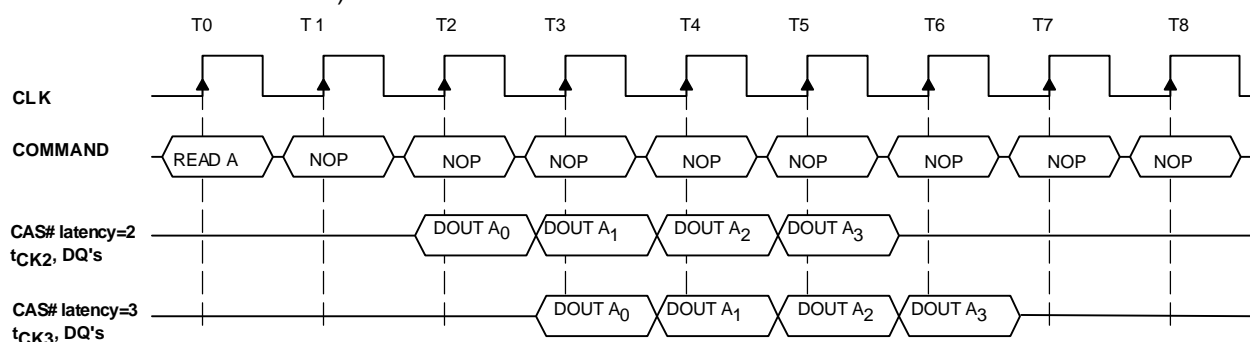 )
T0 T 1 T2 T3 T4 T5 T6 T7 T8
CLK
COMMAND READ A NOP NOP NOP NOP NOP NOP NOP NOP
CAS# latency=2 DOUT A0 DOUT A1 DOUT A2 DOUT A3
tCK2, DQ's
CAS# latency=3 DOUT A0 DOUT A1 DOUT A2 DOUT A3
tCK3, DQ's